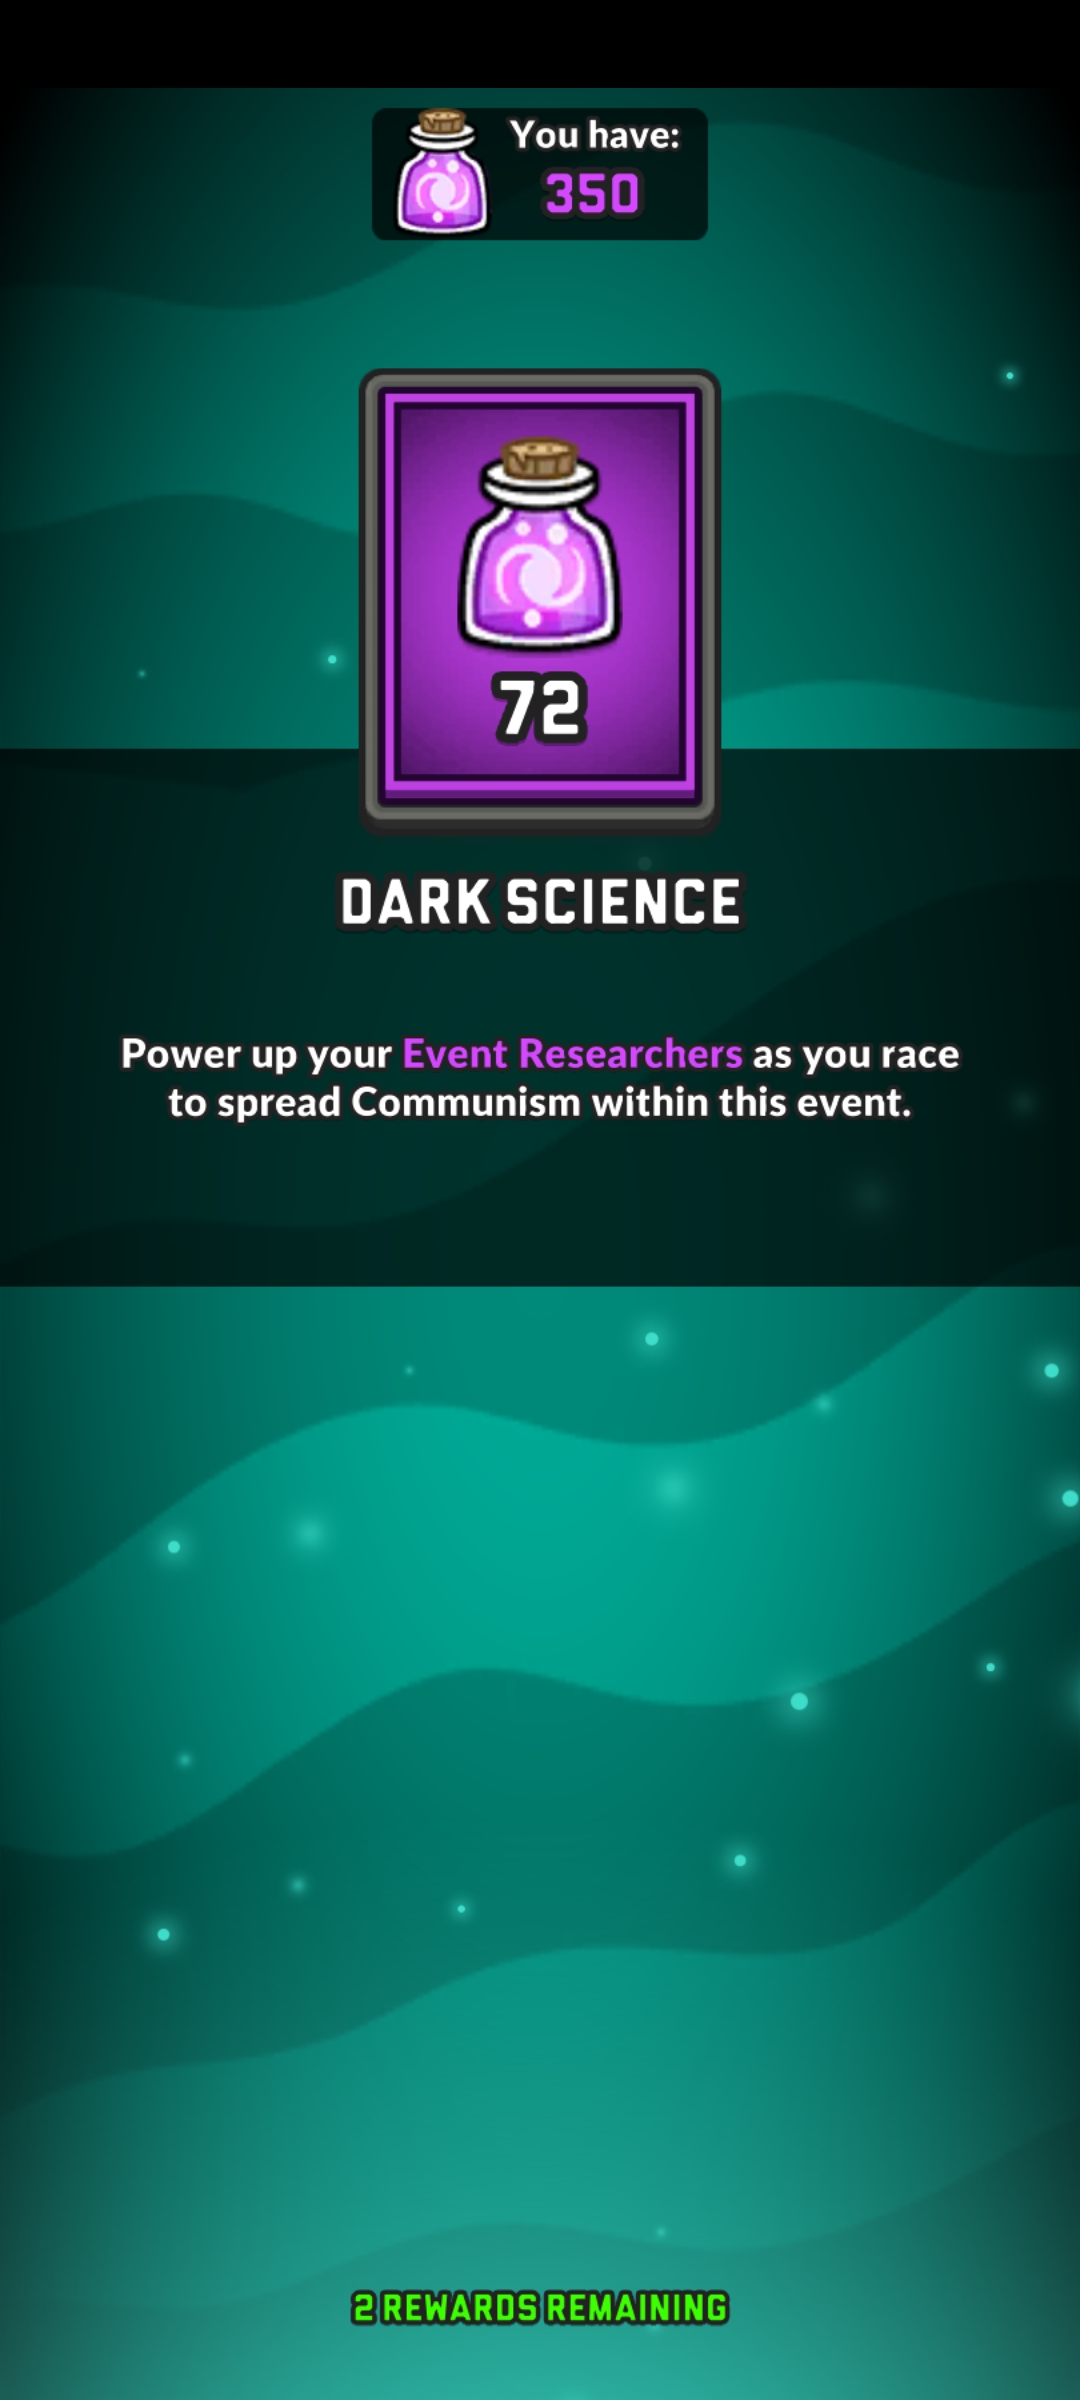 You have:
350
72
DARK SCIENCE
Power up your Event Researchers as you race
to spread Communism within this event.
2 REWARDS REMAINING